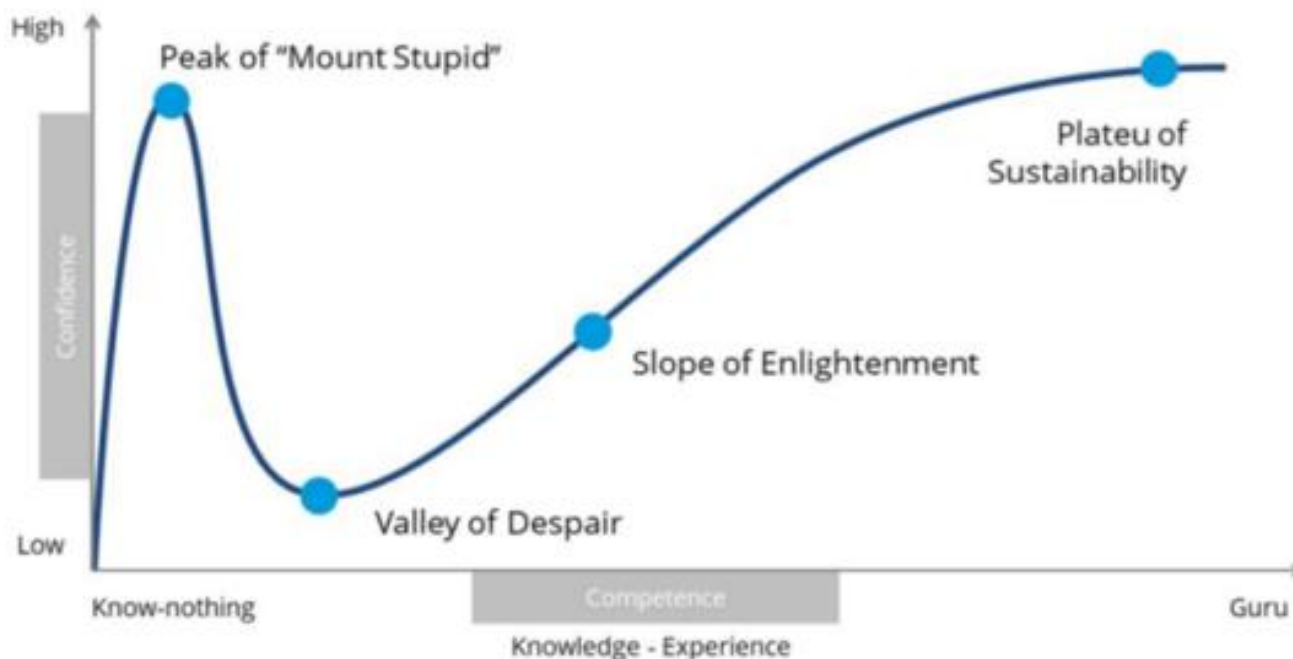 High
Peak of “Mount Stupid”
Plateu of
Sustainability
Confidence
Slope of Enlightenment
Valley of Despair
Low
Know-nothing
Competence
Guru
Knowledge - Experience